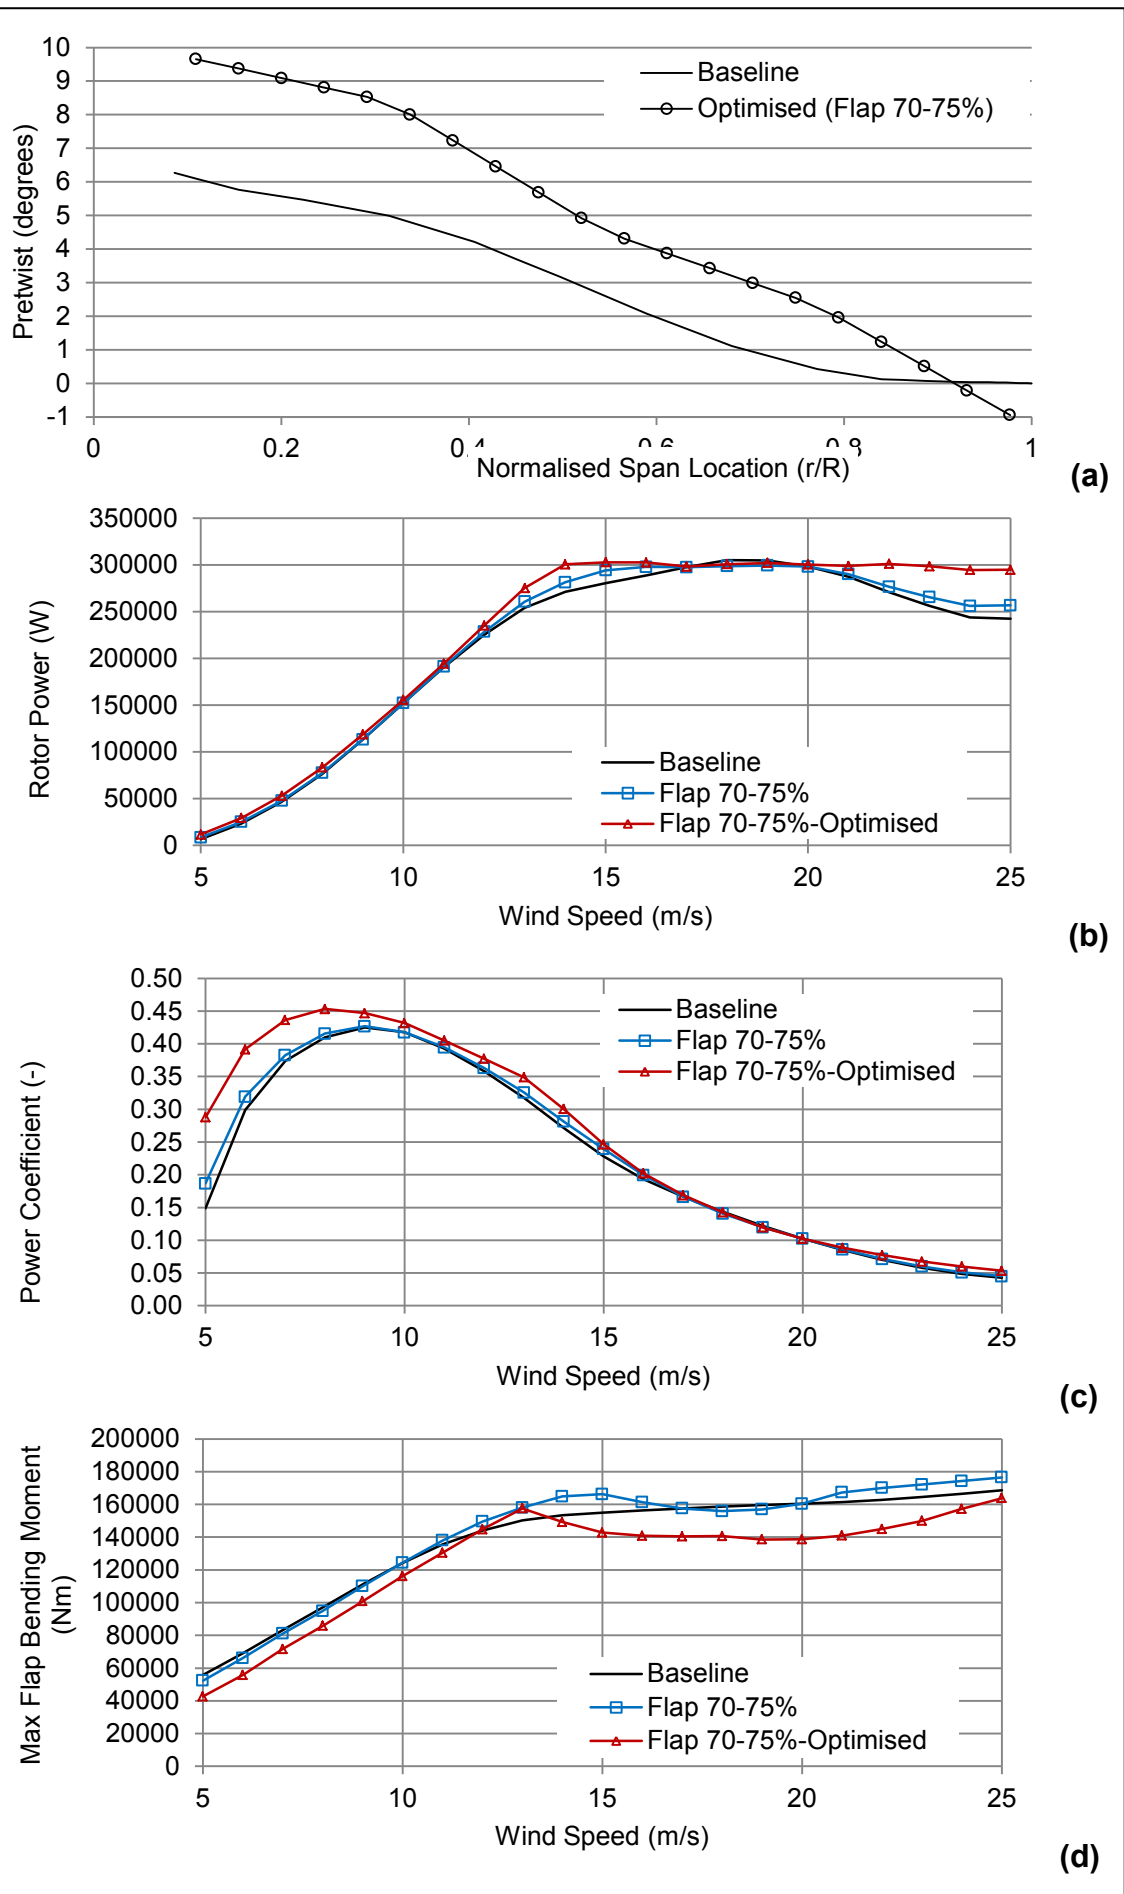 10
9
8
7
6
5
4
3
2
1
0
-1
Pretwist (degrees)
Baseline
Optimised (Flap 70-75%)
0 0.2 0.4 0.6 0.8 1
Normalised Span Location (r/R)
(a)
350000
300000
250000
200000
150000
100000
50000
0
Rotor Power (W)
Baseline
Flap 70-75%
Flap 70-75%-Optimised
5 10 15 20 25
Wind Speed (m/s)
(b)
0.50
0.45
0.40
0.35
0.30
0.25
0.20
0.15
0.10
0.05
0.00
Power Coefficient (-)
Baseline
Flap 70-75%
Flap 70-75%-Optimised
5 10 15 20 25
Wind Speed (m/s)
(c)
200000
180000
160000
140000
120000
100000
80000
60000
40000
20000
0
Max Flap Bending Moment
(Nm)
Baseline
Flap 70-75%
Flap 70-75%-Optimised
5 10 15 20 25
Wind Speed (m/s)
(d)